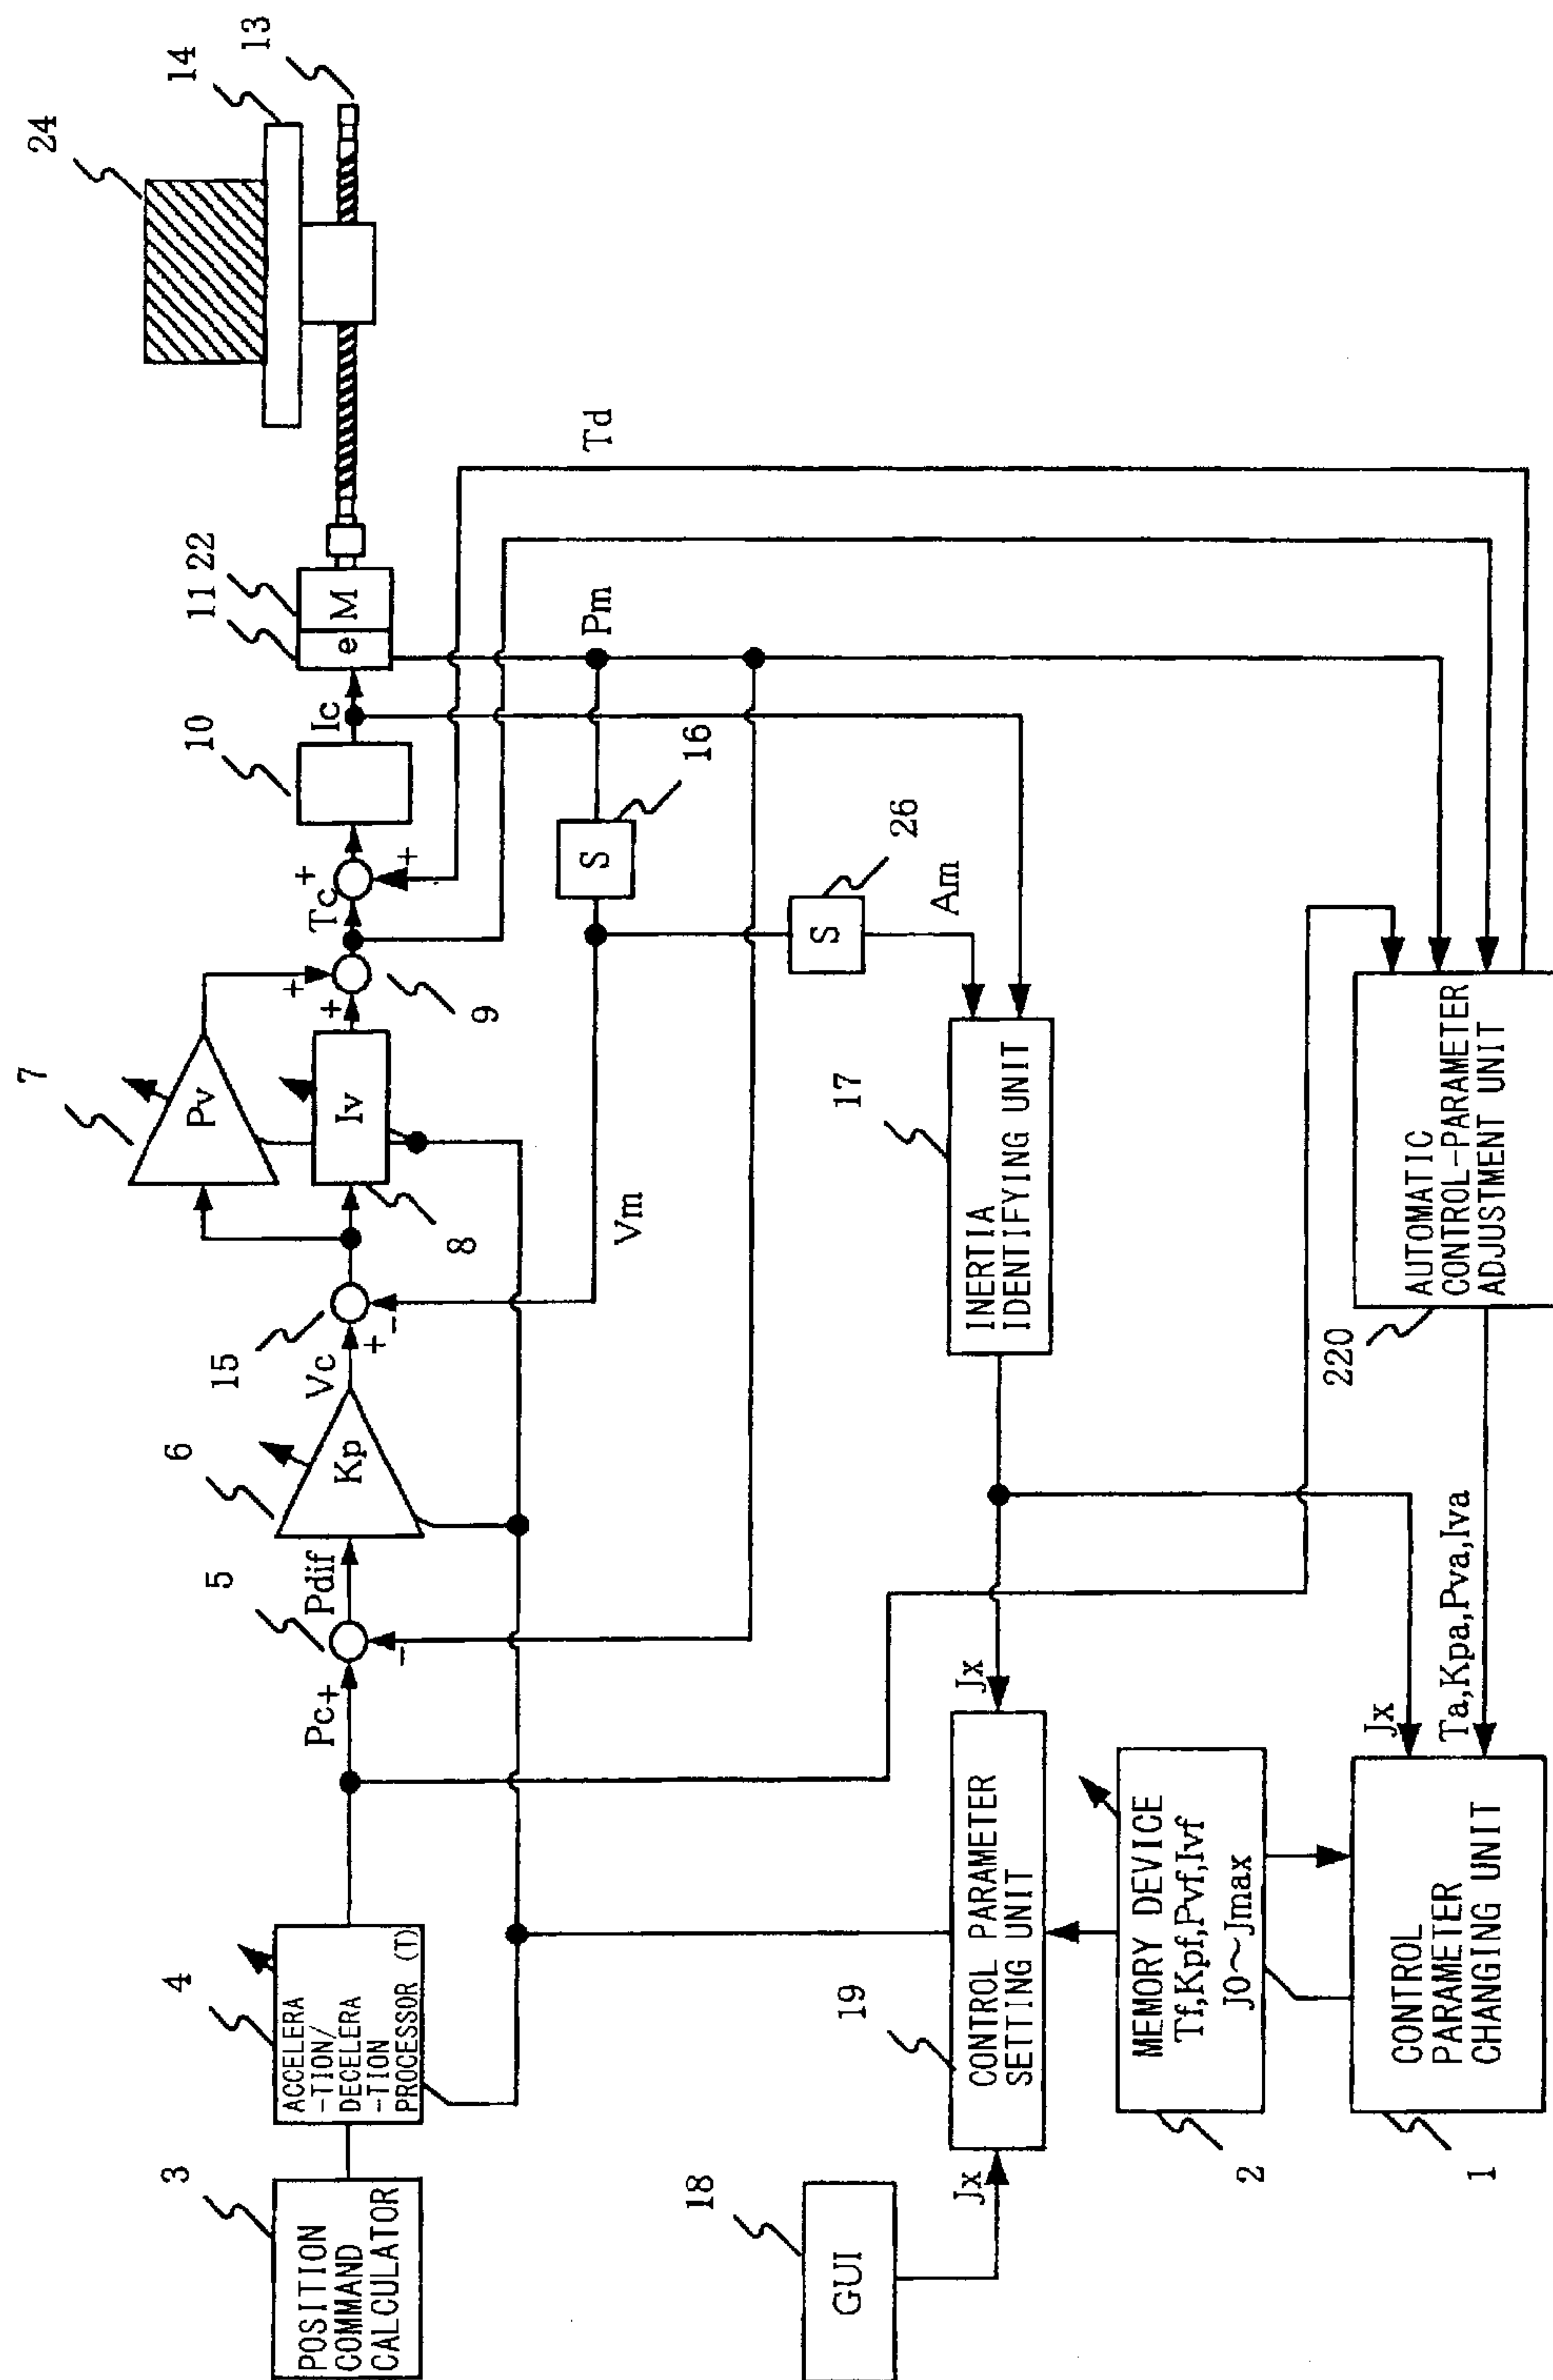 3
POSITION
COMMAND
CALCULATOR
4
ACCELERA
-TION/
DECELERA
-TION
PROCESSOR (T)
Pc
+
-
5
Pdif
6
Kp
Vc
+
-
15
7
Pv
Iv
8
+
+
9
Tc
+
+
10
Ic
11
22
e
M
24
14
13
Td
Pm
16
S
Vm
26
S
Am
17
INERTIA
IDENTIFYING UNIT
18
GUI
Jx
19
CONTROL PARAMETER
SETTING UNIT
Jx
2
MEMORY DEVICE
Tf,Kpf,Pvf,Ivf
J0~Jmax
1
CONTROL
PARAMETER
CHANGING UNIT
Jx
Ta,Kpa,Pva,Iva
220
AUTOMATIC
CONTROL-PARAMETER
ADJUSTMENT UNIT